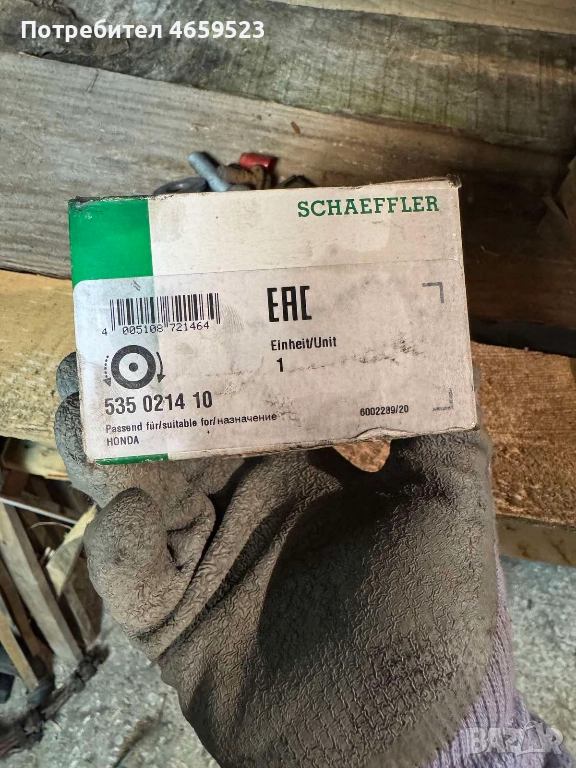 Потребител 4659523
SCHAEFFLER
4 005108 721464
EAC
Einheit/Unit
1
535 0214 10
Passend für/suitable for/назначение
HONDA
6002289/20
BAZAR